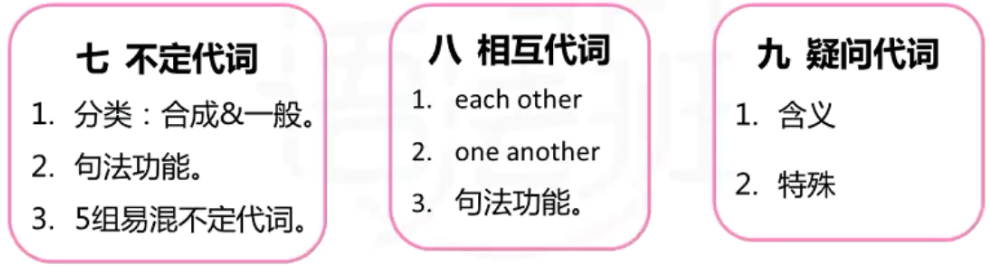 七 不定代词
1. 分类：合成&一般。
2. 句法功能。
3. 5组易混不定代词。
八 相互代词
1. each other
2. one another
3. 句法功能。
九 疑问代词
1. 含义
2. 特殊